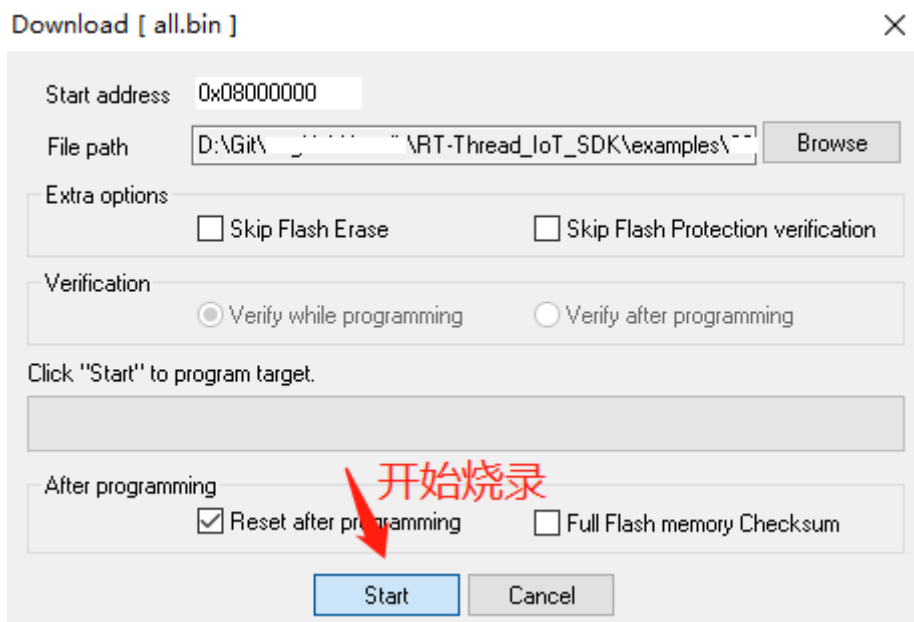 Download [ all.bin ]
Start address 0x08000000
File path D:\Git\ \RT-Thread_IoT_SDK\examples\ Browse
Extra options
Skip Flash Erase Skip Flash Protection verification
Verification
Verify while programming Verify after programming
Click "Start" to program target.
开始烧录
After programming
Reset after programming Full Flash memory Checksum
Start Cancel